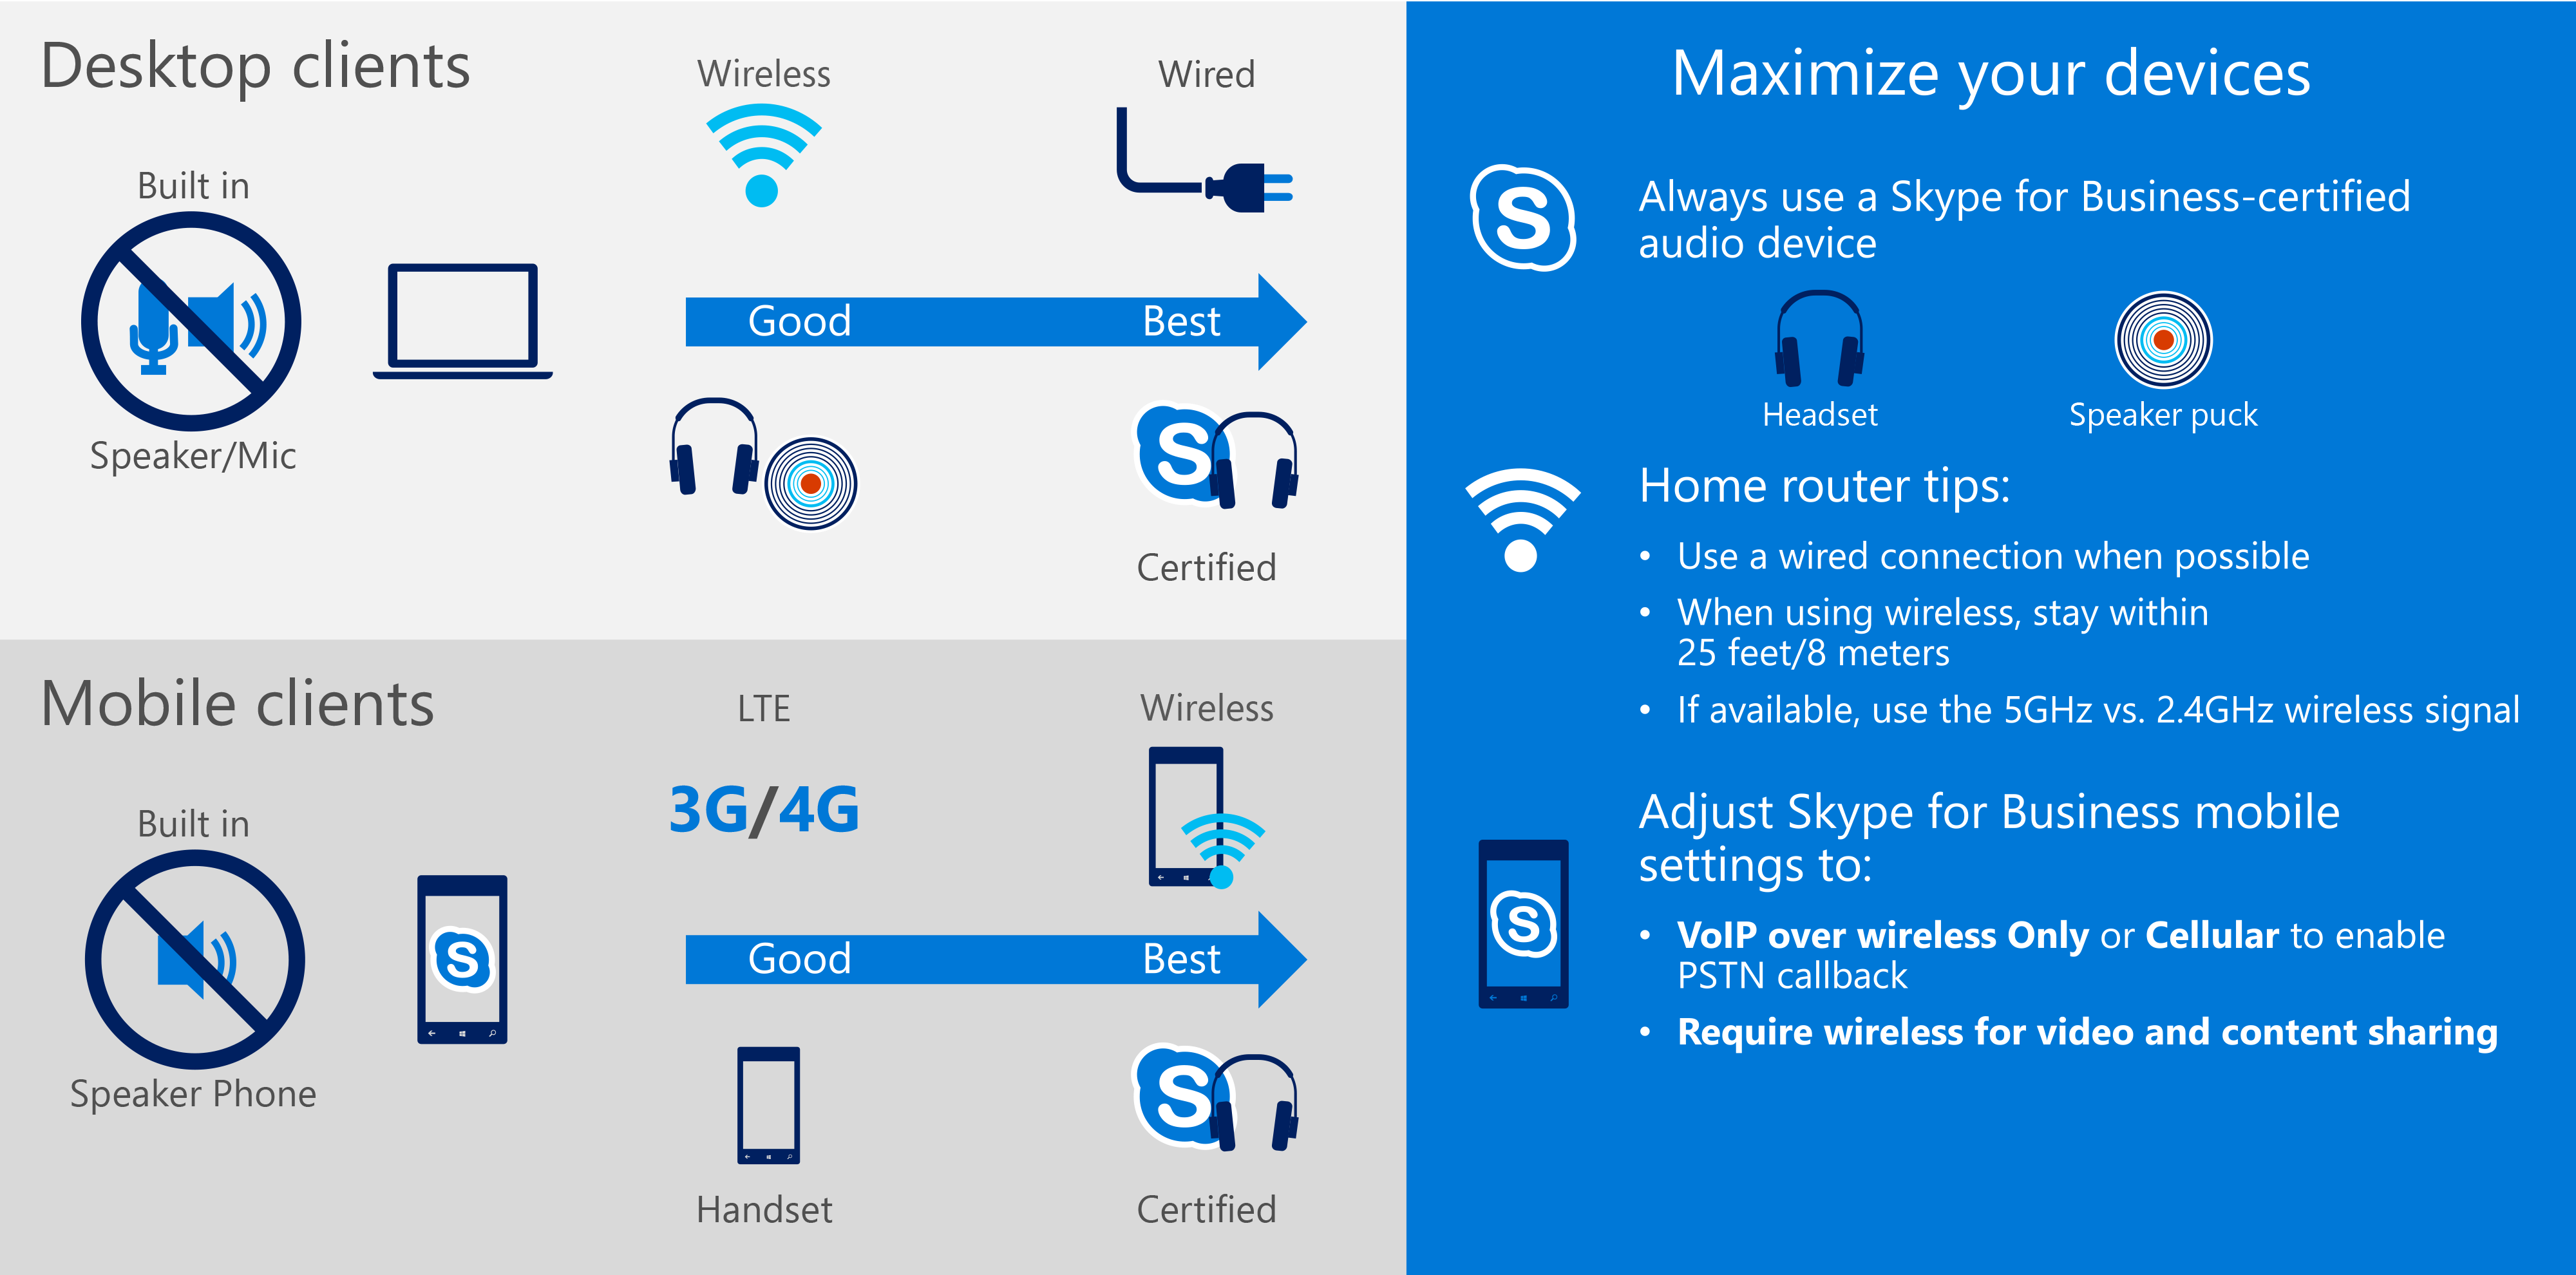 Desktop clients
Wireless
Wired
Built in
Speaker/Mic
Good
Best
Certified
Mobile clients
LTE
Wireless
3G/4G
Built in
Speaker Phone
Good
Best
Handset
Certified
Maximize your devices
Always use a Skype for Business-certified
audio device
Headset
Speaker puck
Home router tips:
• Use a wired connection when possible
• When using wireless, stay within
25 feet/8 meters
• If available, use the 5GHz vs. 2.4GHz wireless signal
Adjust Skype for Business mobile
settings to:
• VoIP over wireless Only or Cellular to enable
PSTN callback
• Require wireless for video and content sharing